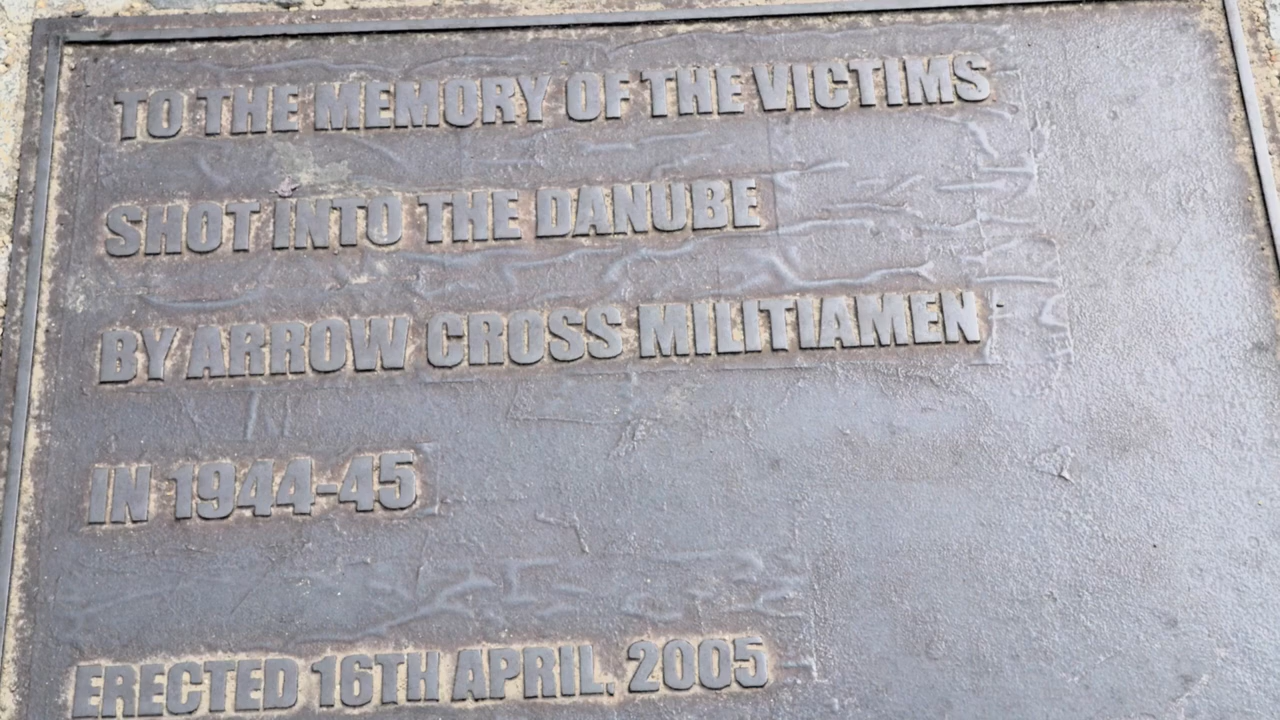 TO THE MEMORY OF THE VICTIMS
SHOT INTO THE DANUBE
BY ARROW CROSS MILITIAMEN
IN 1944-45
ERECTED 16TH APRIL, 2005